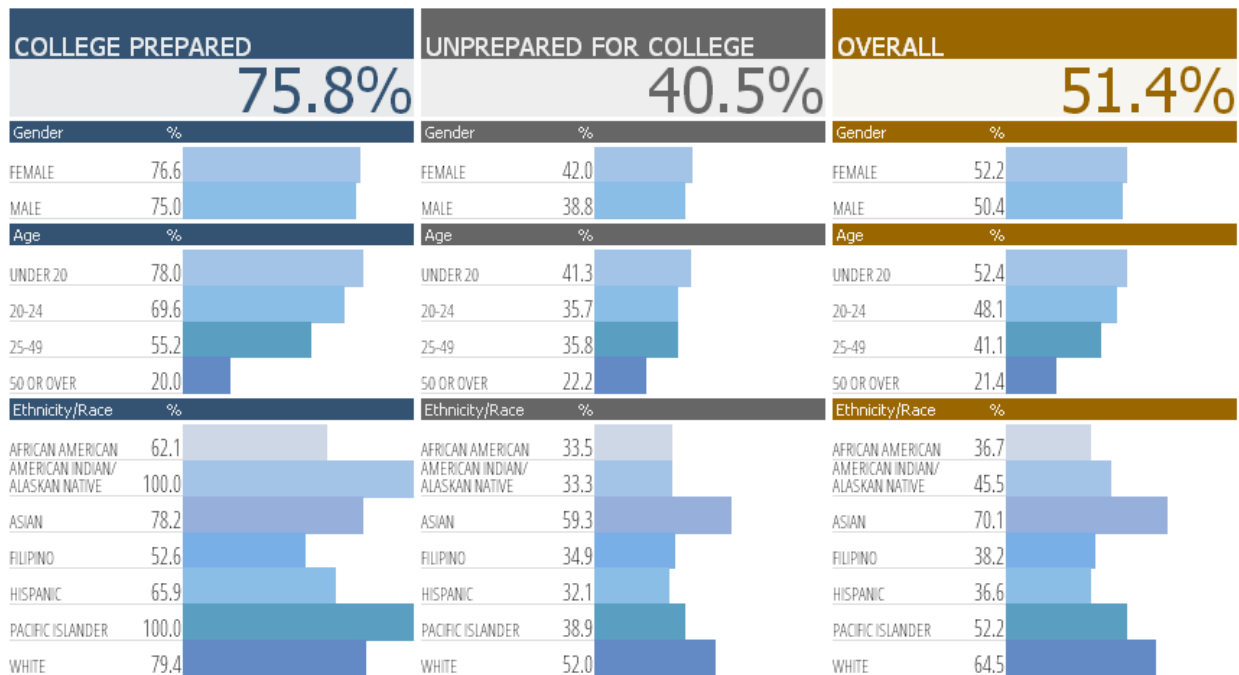 COLLEGE PREPARED
75.8%
Gender %
FEMALE 76.6
MALE 75.0
Age %
UNDER 20 78.0
20-24 69.6
25-49 55.2
50 OR OVER 20.0
Ethnicity/Race %
AFRICAN AMERICAN 62.1
AMERICAN INDIAN/
ALASKAN NATIVE 100.0
ASIAN 78.2
FILIPINO 52.6
HISPANIC 65.9
PACIFIC ISLANDER 100.0
WHITE 79.4
UNPREPARED FOR COLLEGE
40.5%
Gender %
FEMALE 42.0
MALE 38.8
Age %
UNDER 20 41.3
20-24 35.7
25-49 35.8
50 OR OVER 22.2
Ethnicity/Race %
AFRICAN AMERICAN 33.5
AMERICAN INDIAN/
ALASKAN NATIVE 33.3
ASIAN 59.3
FILIPINO 34.9
HISPANIC 32.1
PACIFIC ISLANDER 38.9
WHITE 52.0
OVERALL
51.4%
Gender %
FEMALE 52.2
MALE 50.4
Age %
UNDER 20 52.4
20-24 48.1
25-49 41.1
50 OR OVER 21.4
Ethnicity/Race %
AFRICAN AMERICAN 36.7
AMERICAN INDIAN/
ALASKAN NATIVE 45.5
ASIAN 70.1
FILIPINO 38.2
HISPANIC 36.6
PACIFIC ISLANDER 52.2
WHITE 64.5